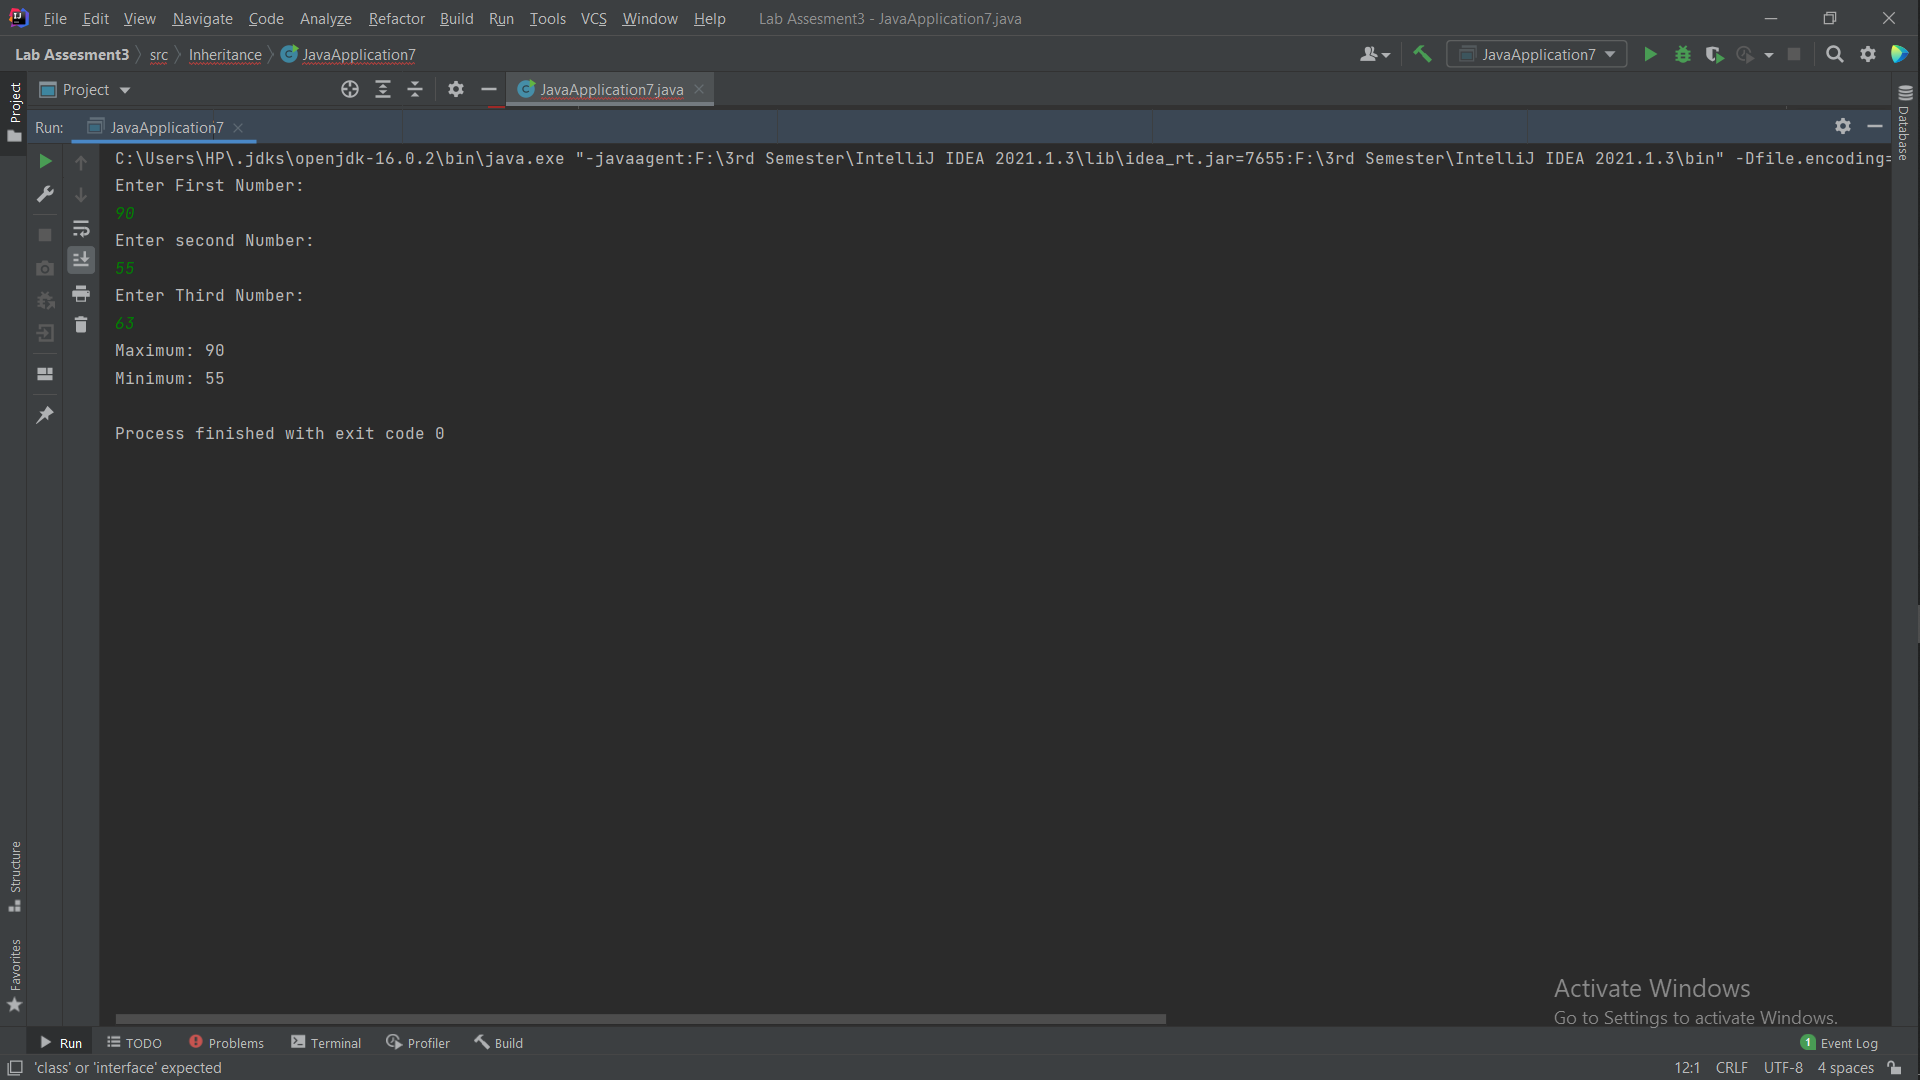 File Edit View Navigate Code Analyze Refactor Build Run Tools VCS Window Help Lab Assesment3 - JavaApplication7.java
Lab Assesment3 src Inheritance JavaApplication7 JavaApplication7
Project JavaApplication7.java
Project
Run: JavaApplication7
Database
C:\Users\HP\.jdks\openjdk-16.0.2\bin\java.exe "-javaagent:F:\3rd Semester\IntelliJ IDEA 2021.1.3\lib\idea_rt.jar=7655:F:\3rd Semester\IntelliJ IDEA 2021.1.3\bin" -Dfile.encoding=
Enter First Number:
90
Enter second Number:
55
Enter Third Number:
63
Maximum: 90
Minimum: 55
Process finished with exit code 0
Structure
Favorites
Activate Windows
Go to Settings to activate Windows.
Run TODO Problems Terminal Profiler Build 1 Event Log
'class' or 'interface' expected 12:1 CRLF UTF-8 4 spaces